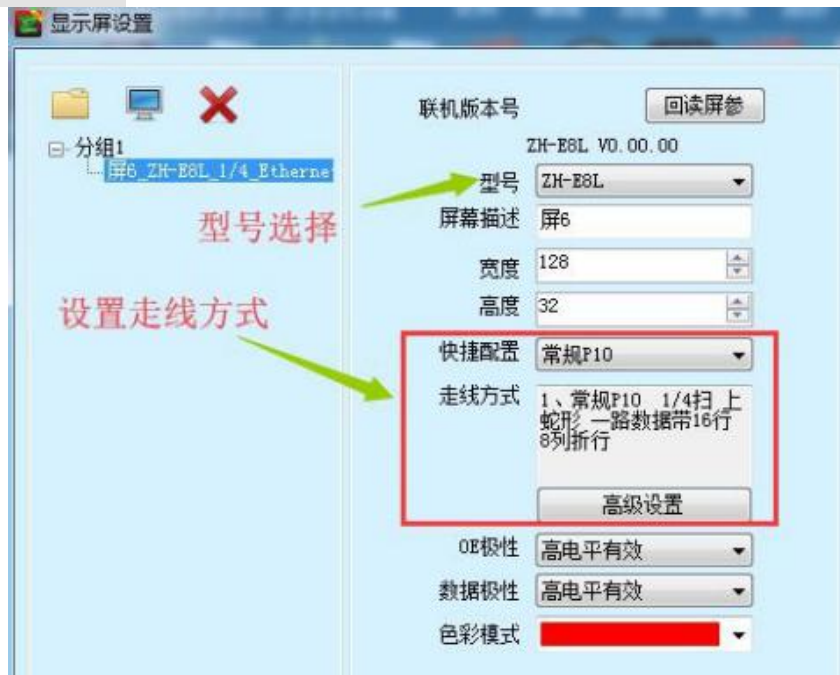 显示屏设置
联机版本号 回读屏参
ZH-E8L V0.00.00
分组1
屏6_ZH-E8L_1/4_Etherne
型号 ZH-E8L
型号选择
屏幕描述 屏6
宽度 128
设置走线方式
高度 32
快捷配置 常规P10
走线方式 1、常规P10 1/4扫 上
蛇形 一路数据带16行
8列折行
高级设置
OE极性 高电平有效
数据极性 高电平有效
色彩模式